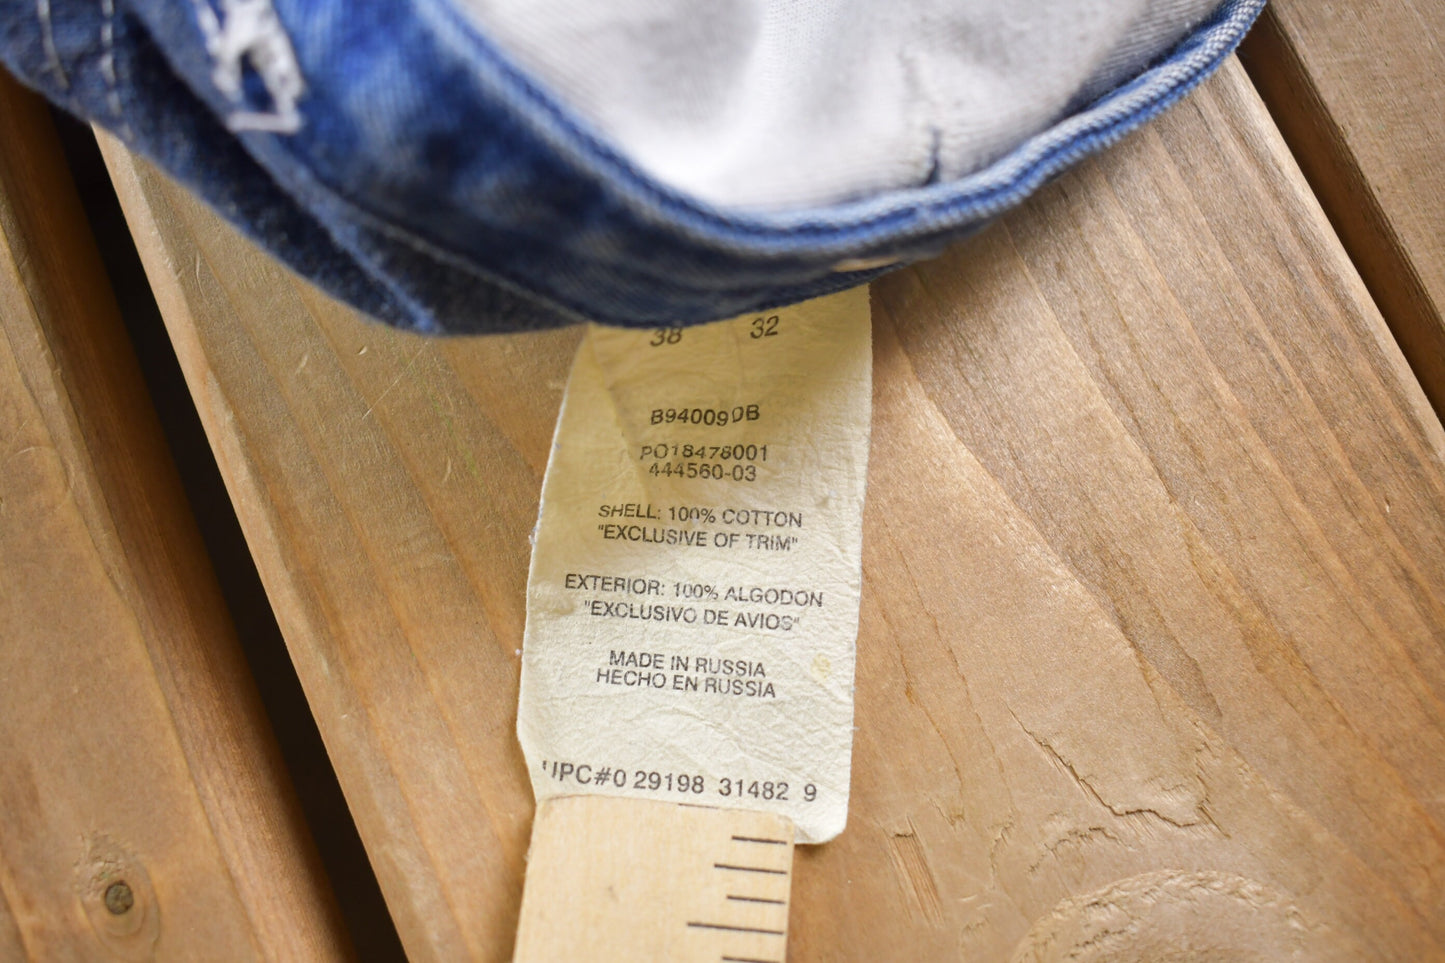 38 32
B94009DB
PO18478001
444560-03
SHELL: 100% COTTON
"EXCLUSIVE OF TRIM"
EXTERIOR: 100% ALGODON
"EXCLUSIVO DE AVIOS"
MADE IN RUSSIA
HECHO EN RUSSIA
UPC#0 29198 31482 9